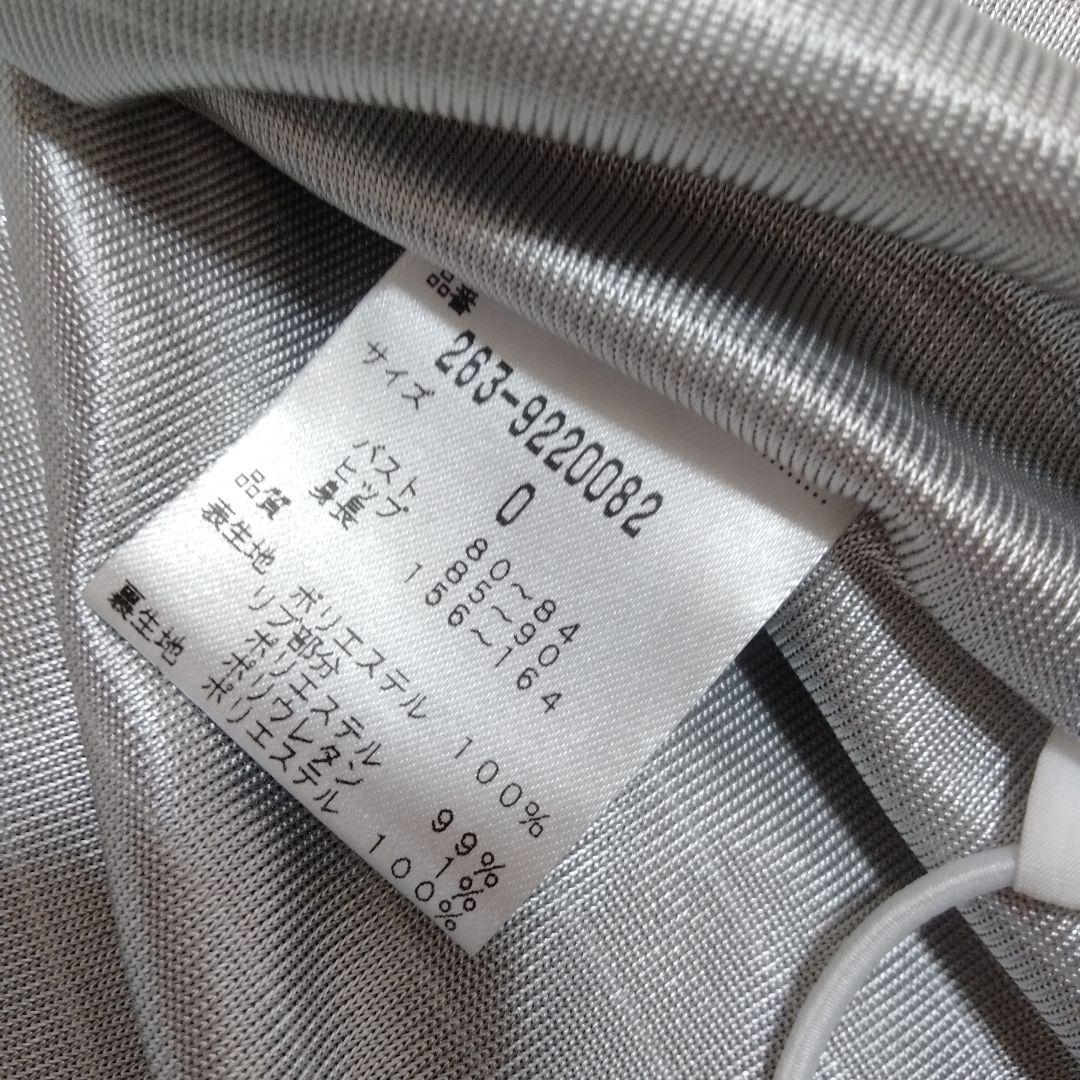 品番
263-9220082
サイズ 0
バスト 80～84
ヒップ 85～90
身長 156～164
品質
表生地 ポリエステル 100%
リブ部分
ポリエステル 99%
ポリウレタン 1%
裏生地 ポリエステル 100%